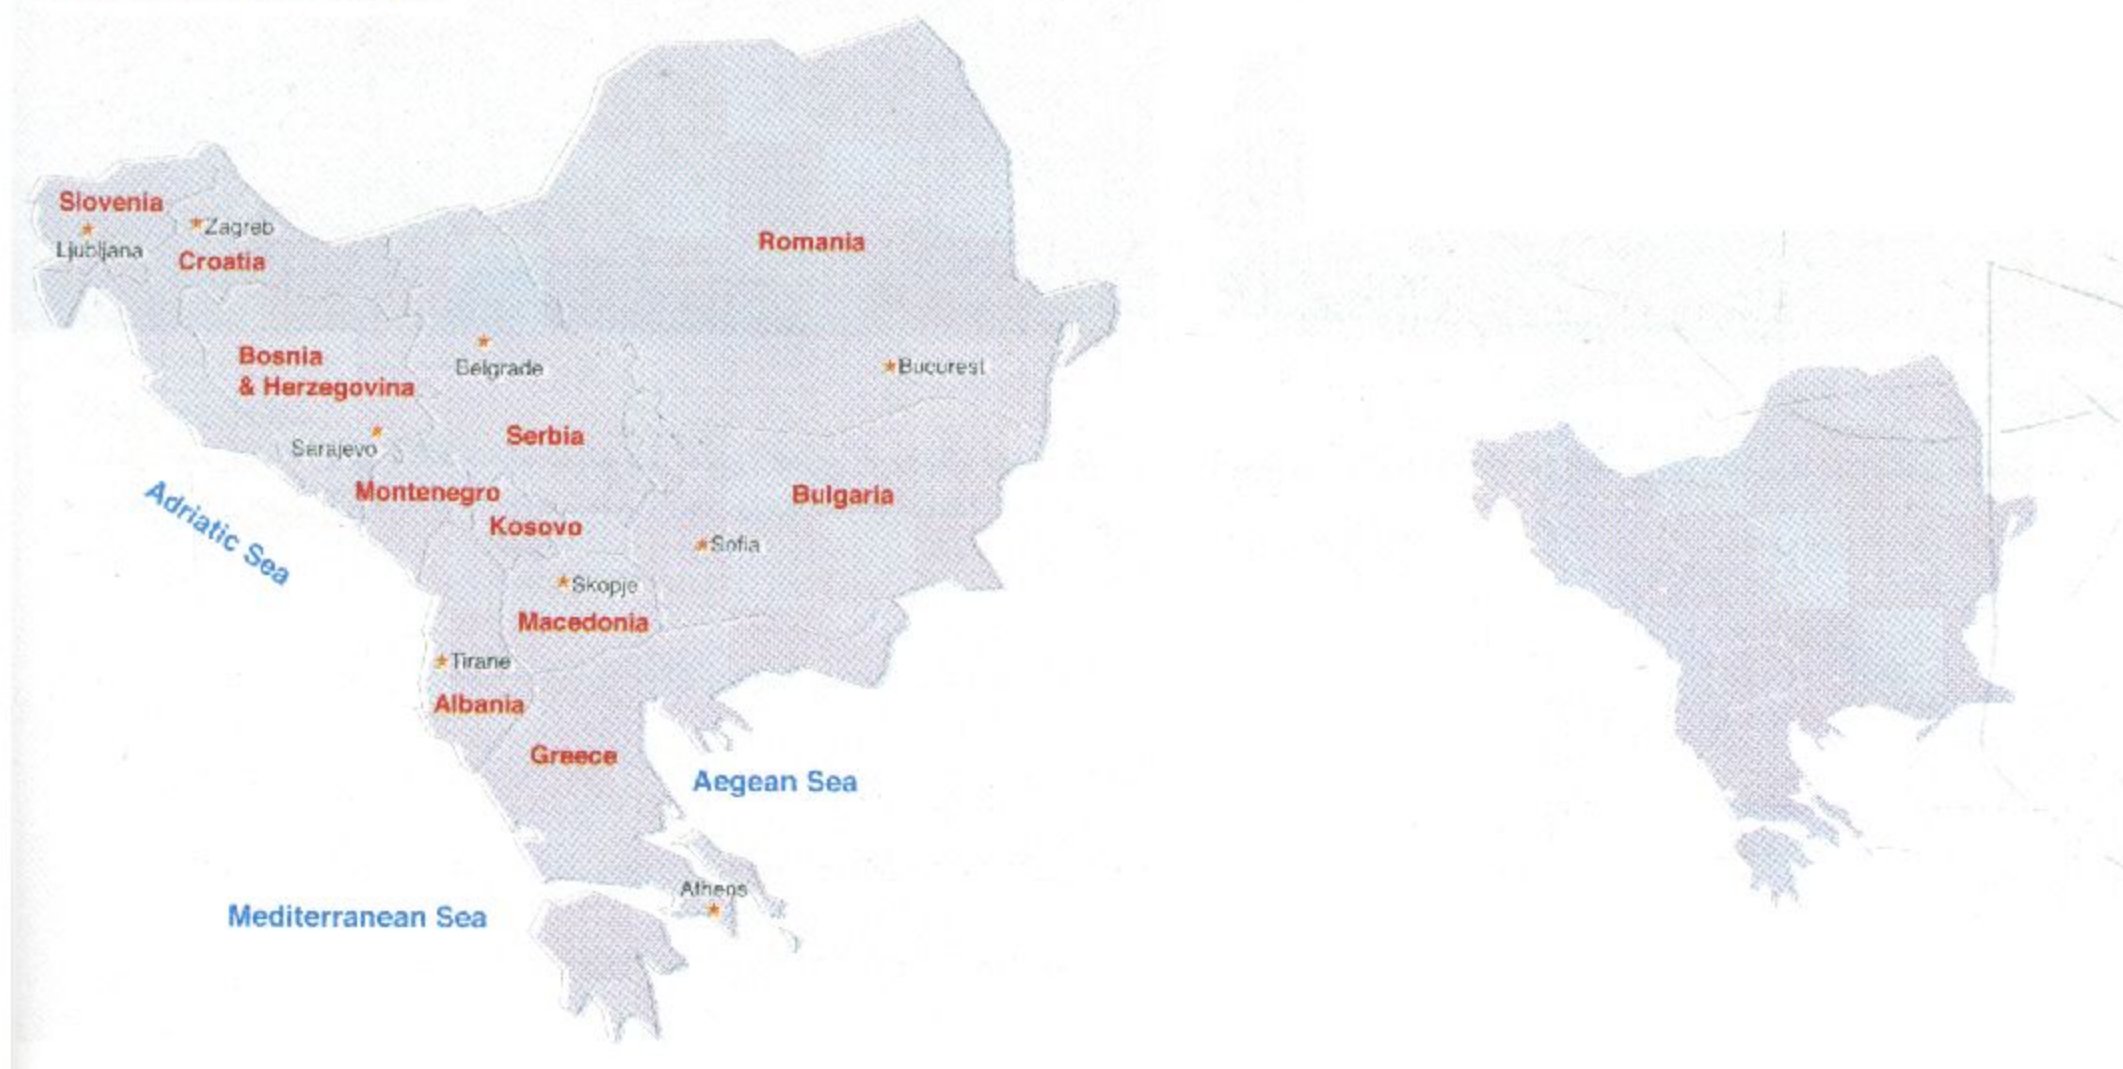 Slovenia
Zagreb
Ljubljana
Croatia
Romania
Bosnia
& Herzegovina
Belgrade
Bucurest
Serbia
Sarajevo
Montenegro
Bulgaria
Adriatic Sea
Kosovo
Sofia
Skopje
Macedonia
Tirane
Albania
Greece
Aegean Sea
Athens
Mediterranean Sea